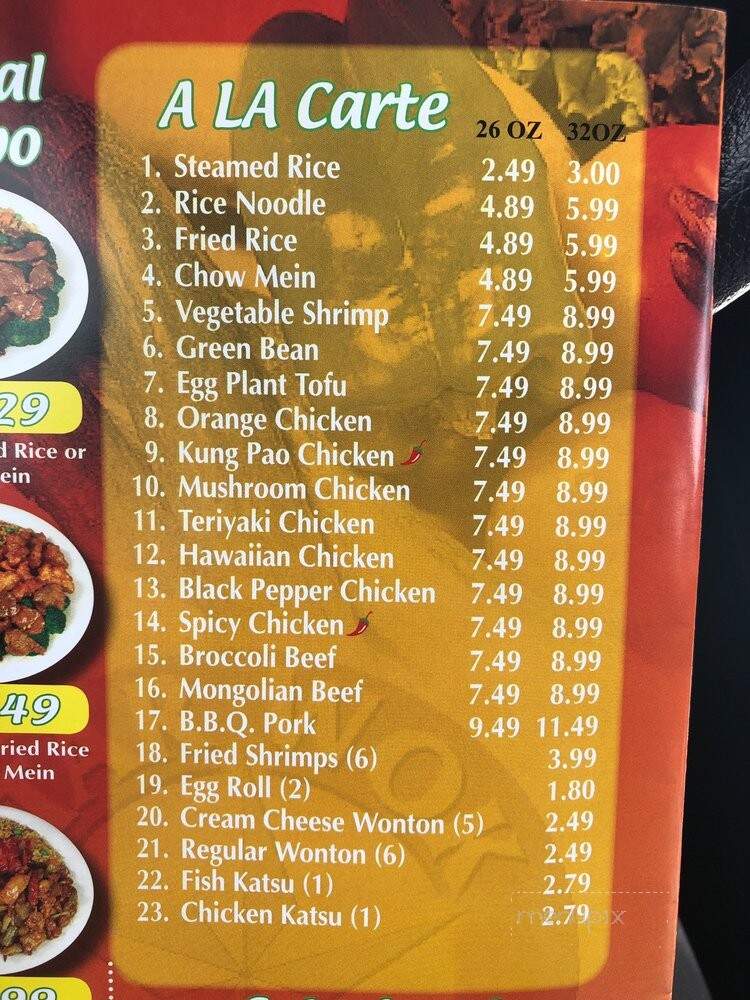 al
A LA Carte 26 OZ 32OZ
1. Steamed Rice 2.49 3.00
2. Rice Noodle 4.89 5.99
3. Fried Rice 4.89 5.99
4. Chow Mein 4.89 5.99
5. Vegetable Shrimp 7.49 8.99
6. Green Bean 7.49 8.99
7. Egg Plant Tofu 7.49 8.99
8. Orange Chicken 7.49 8.99
9. Kung Pao Chicken 7.49 8.99
10. Mushroom Chicken 7.49 8.99
11. Teriyaki Chicken 7.49 8.99
12. Hawaiian Chicken 7.49 8.99
13. Black Pepper Chicken 7.49 8.99
14. Spicy Chicken 7.49 8.99
15. Broccoli Beef 7.49 8.99
16. Mongolian Beef 7.49 8.99
17. B.B.Q. Pork 9.49 11.49
18. Fried Shrimps (6) 3.99
19. Egg Roll (2) 1.80
20. Cream Cheese Wonton (5) 2.49
21. Regular Wonton (6) 2.49
22. Fish Katsu (1) 2.79
23. Chicken Katsu (1) 2.79
29
d Rice or
ein
49
ried Rice
Mein
99
WOK